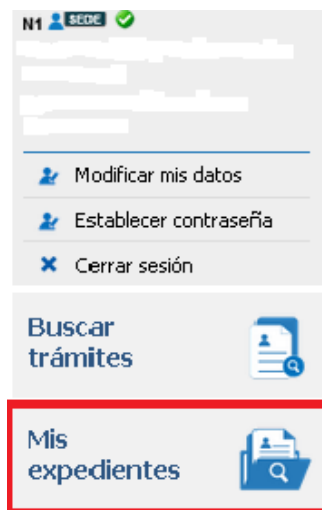 N1 SEDE
Modificar mis datos
Establecer contraseña
Cerrar sesión
Buscar
trámites
Mis
expedientes